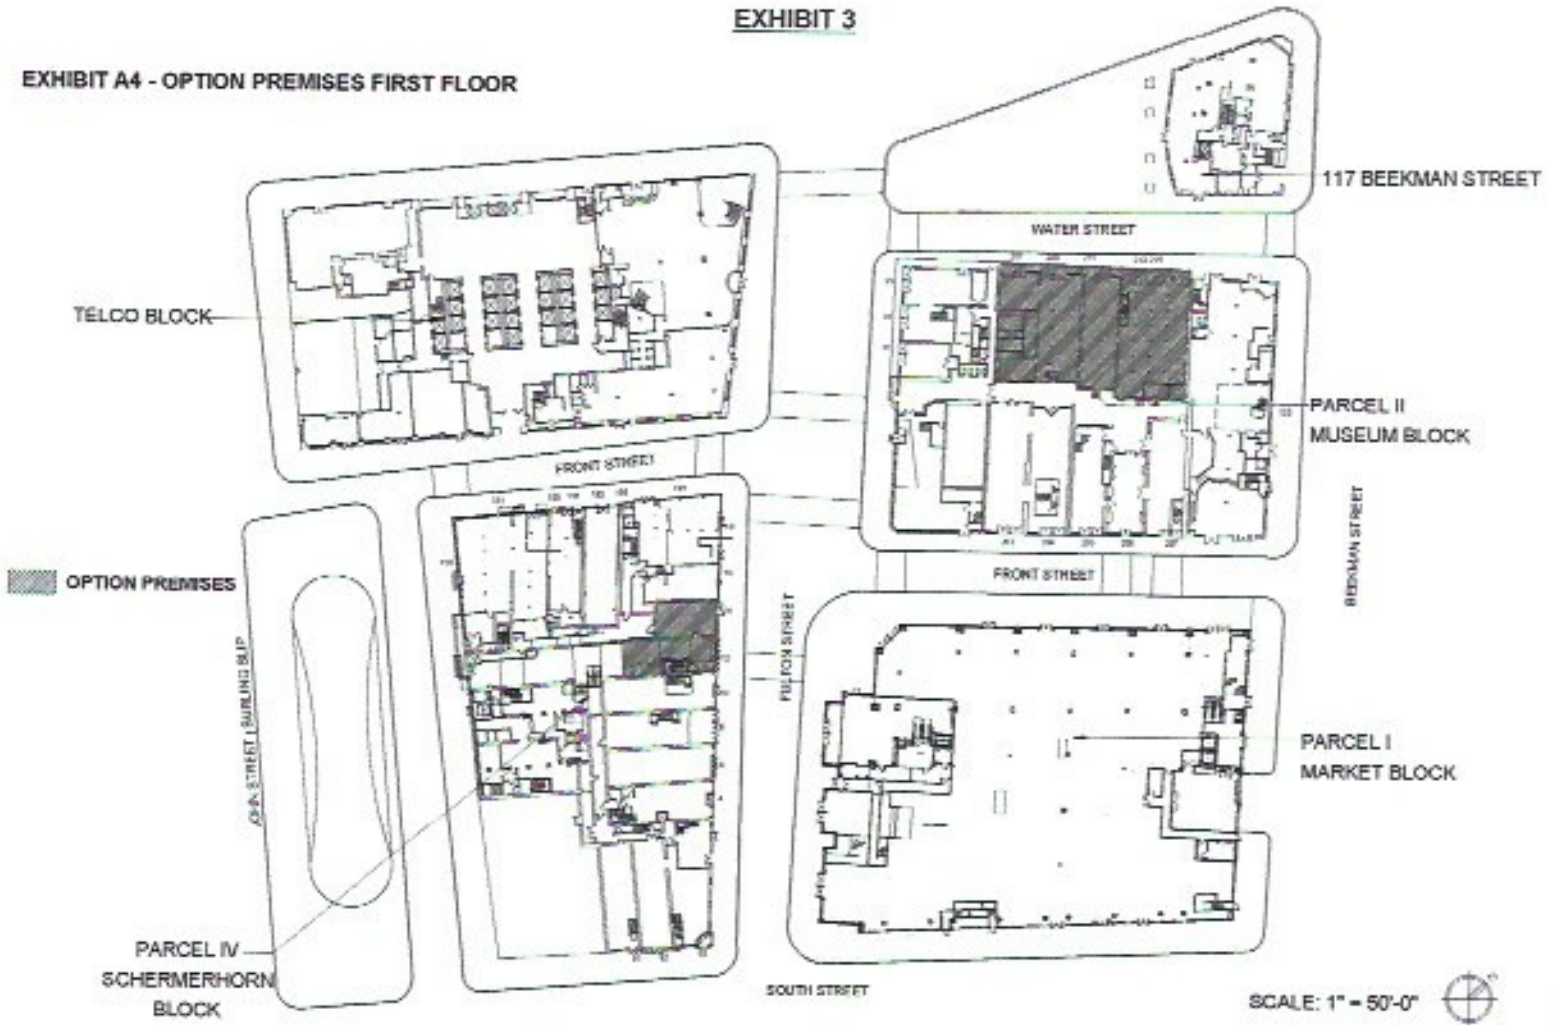 EXHIBIT 3
EXHIBIT A4 - OPTION PREMISES FIRST FLOOR
117 BEEKMAN STREET
WATER STREET
TELCO BLOCK
PARCEL II
MUSEUM BLOCK
FRONT STREET
BEEKMAN STREET
FRONT STREET
OPTION PREMISES
FULTON STREET
JOHN STREET / BURLING SLIP
PARCEL I
MARKET BLOCK
PARCEL IV
SCHERMERHORN
BLOCK
SOUTH STREET
SCALE: 1" = 50'-0"